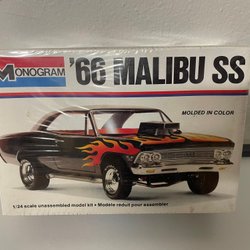 MONOGRAM
'66 MALIBU SS
MOLDED IN COLOR
1/24 scale unassembled model kit • Modèle réduit pour assembler